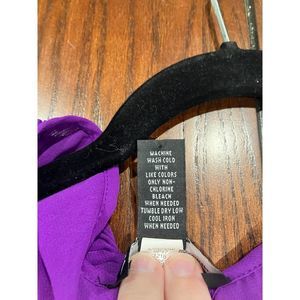 MACHINE
WASH COLD
WITH
LIKE COLORS
ONLY NON-
CHLORINE
BLEACH
WHEN NEEDED
TUMBLE DRY LOW
COOL IRON
WHEN NEEDED